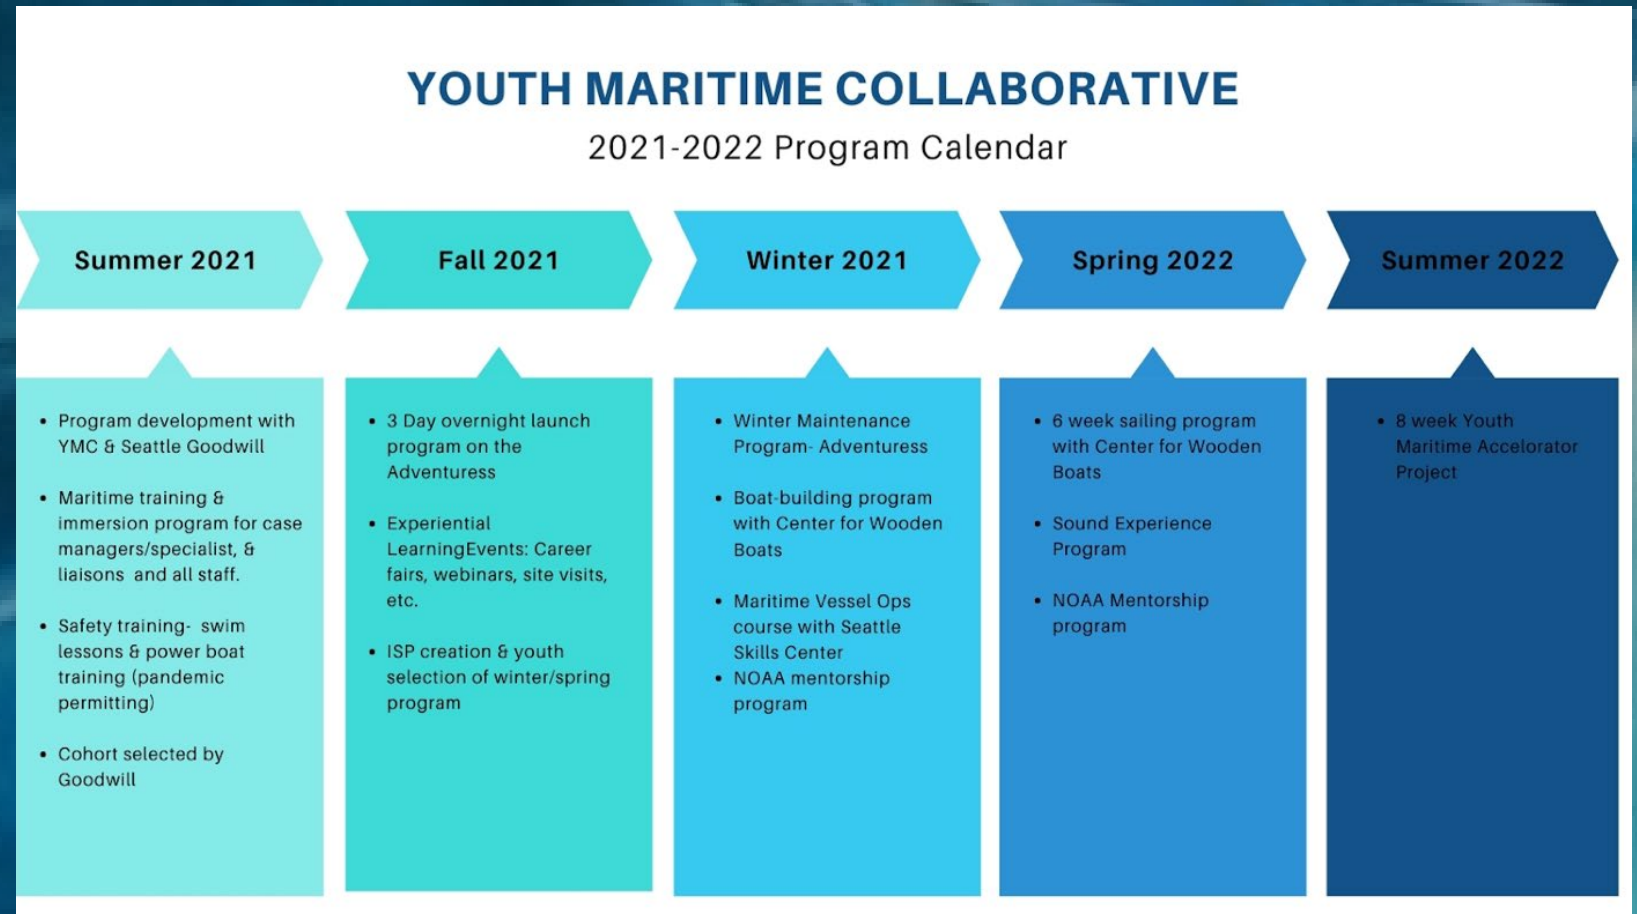 YOUTH MARITIME COLLABORATIVE
2021-2022 Program Calendar
Summer 2021
Fall 2021
Winter 2021
Spring 2022
Summer 2022
• Program development with
YMC & Seattle Goodwill
• Maritime training &
immersion program for case
managers/specialist, &
liaisons and all staff.
• Safety training- swim
lessons & power boat
training (pandemic
permitting)
• Cohort selected by
Goodwill
• 3 Day overnight launch
program on the
Adventuress
• Experiential
LearningEvents: Career
fairs, webinars, site visits,
etc.
• ISP creation & youth
selection of winter/spring
program
• Winter Maintenance
Program- Adventuress
• Boat-building program
with Center for Wooden
Boats
• Maritime Vessel Ops
course with Seattle
Skills Center
• NOAA mentorship
program
• 6 week sailing program
with Center for Wooden
Boats
• Sound Experience
Program
• NOAA Mentorship
program
• 8 week Youth
Maritime Accelorator
Project